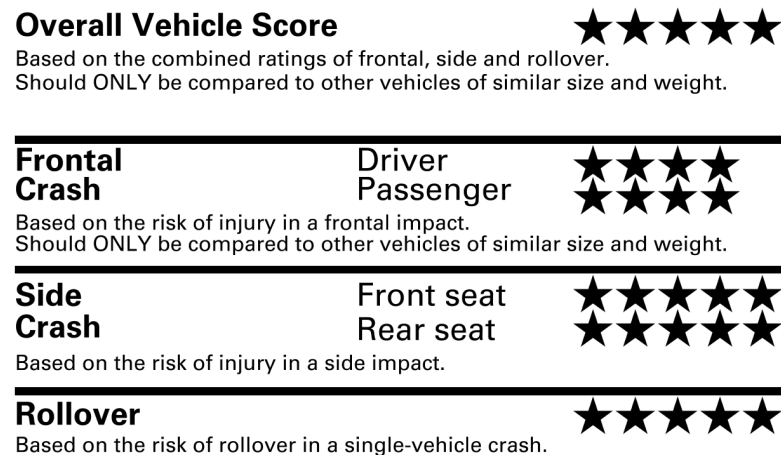 Overall Vehicle Score ★★★★★
Based on the combined ratings of frontal, side and rollover.
Should ONLY be compared to other vehicles of similar size and weight.
Frontal Driver ★★★★
Crash Passenger ★★★★
Based on the risk of injury in a frontal impact.
Should ONLY be compared to other vehicles of similar size and weight.
Side Front seat ★★★★★
Crash Rear seat ★★★★★
Based on the risk of injury in a side impact.
Rollover ★★★★★
Based on the risk of rollover in a single-vehicle crash.